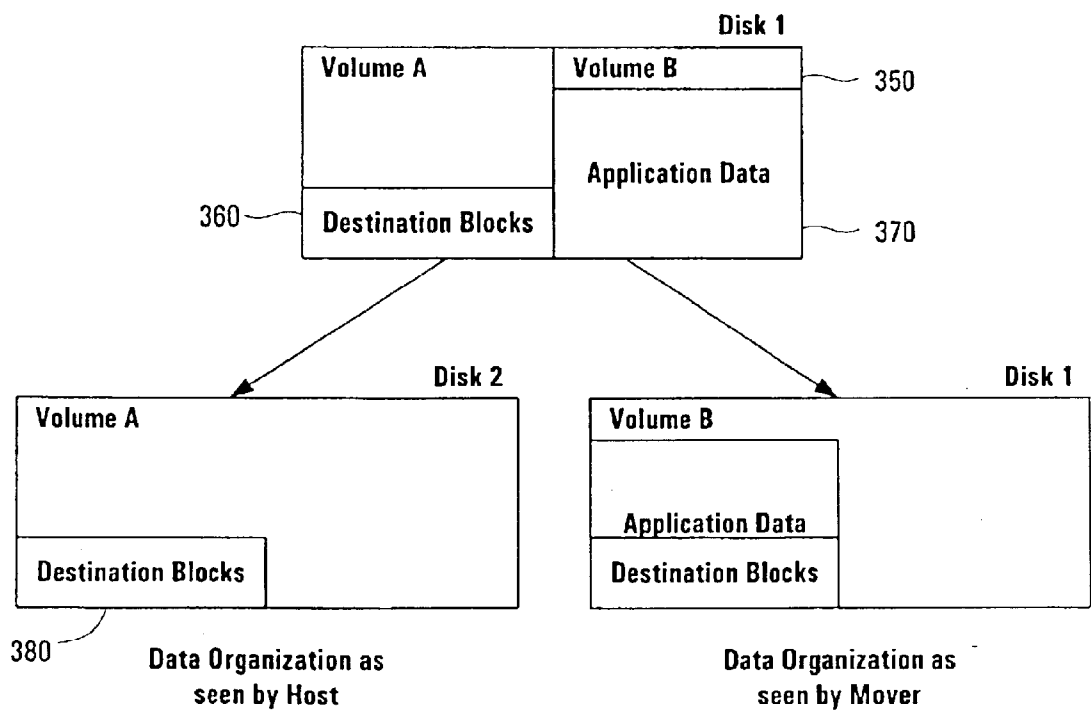 Disk 1
Volume A
Volume B
350
Application Data
360
Destination Blocks
370
Disk 2
Disk 1
Volume A
Volume B
Application Data
Destination Blocks
Destination Blocks
380
Data Organization as
seen by Host
Data Organization as
seen by Mover